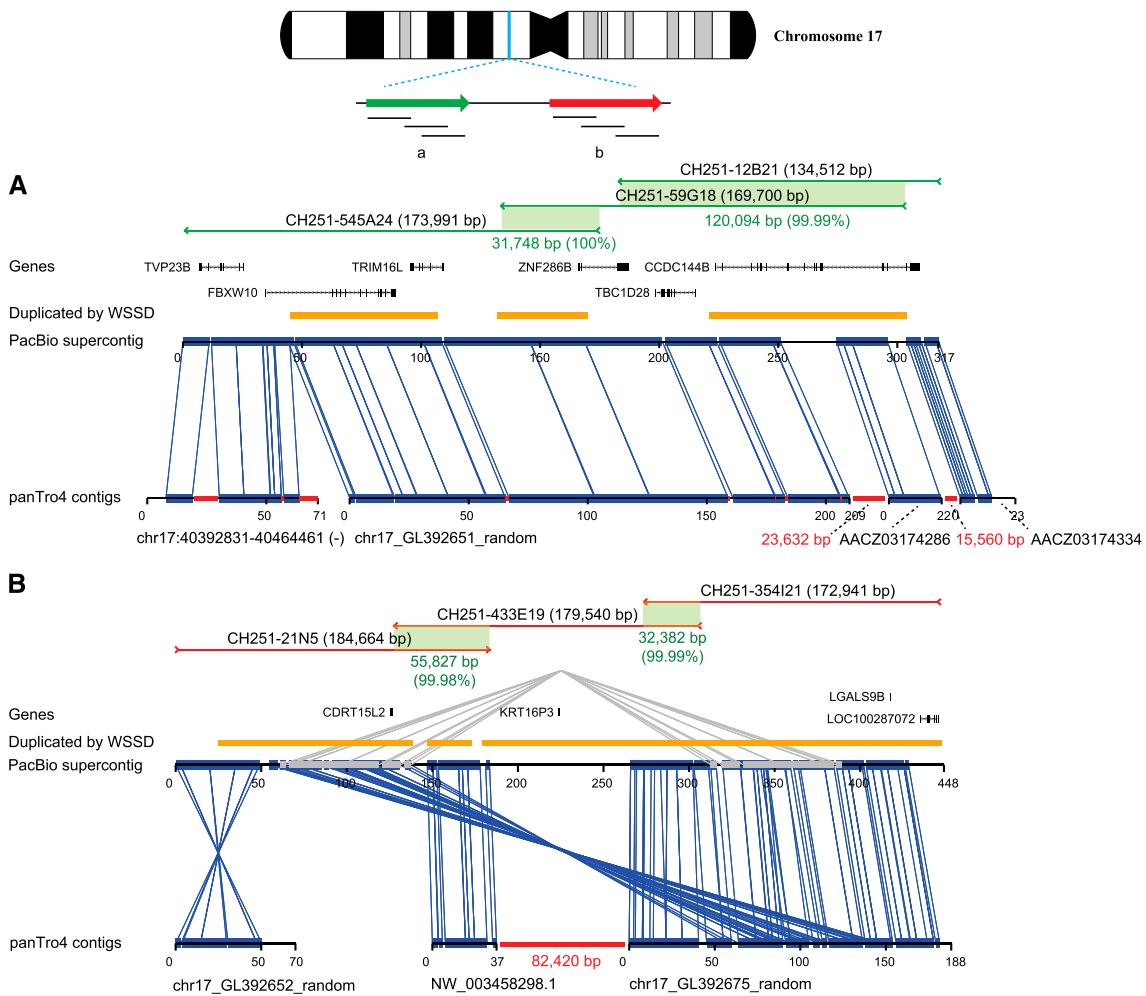 Chromosome 17
a b
A
CH251-12B21 (134,512 bp)
CH251-59G18 (169,700 bp)
CH251-545A24 (173,991 bp)
120,094 bp (99.99%)
31,748 bp (100%)
Genes
TVP23B TRIM16L ZNF286B CCDC144B
FBXW10 TBC1D28
Duplicated by WSSD
PacBio supercontig
0 50 100 150 200 250 300 317
panTro4 contigs
0 50 71 0 50 100 150 200 209 0 22 0 23
chr17:40392831-40464461 (-) chr17_GL392651_random 23,632 bp AACZ03174286 15,560 bp AACZ03174334
B
CH251-354I21 (172,941 bp)
CH251-433E19 (179,540 bp)
CH251-21N5 (184,664 bp)
32,382 bp
(99.99%)
55,827 bp
(99.98%)
Genes
CDRT15L2 KRT16P3 LGALS9B
LOC100287072
Duplicated by WSSD
PacBio supercontig
0 50 100 150 200 250 300 350 400 448
panTro4 contigs
0 50 70 0 37 82,420 bp 0 50 100 150 188
chr17_GL392652_random NW_003458298.1 chr17_GL392675_random